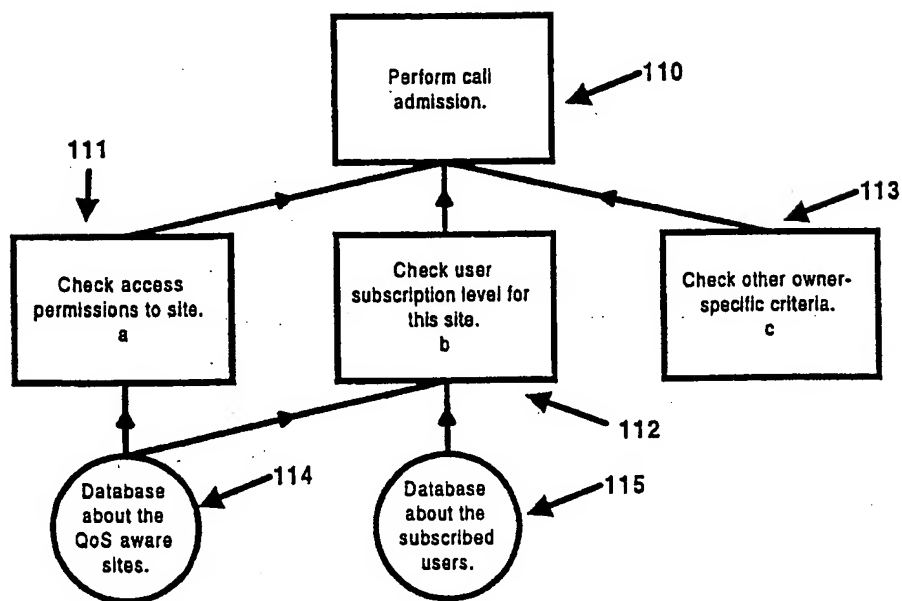 Perform call
admission.
110
111
113
Check access
permissions to site.
a
Check user
subscription level for
this site.
b
Check other owner-
specific criteria.
c
112
114
115
Database
about the
QoS aware
sites.
Database
about the
subscribed
users.